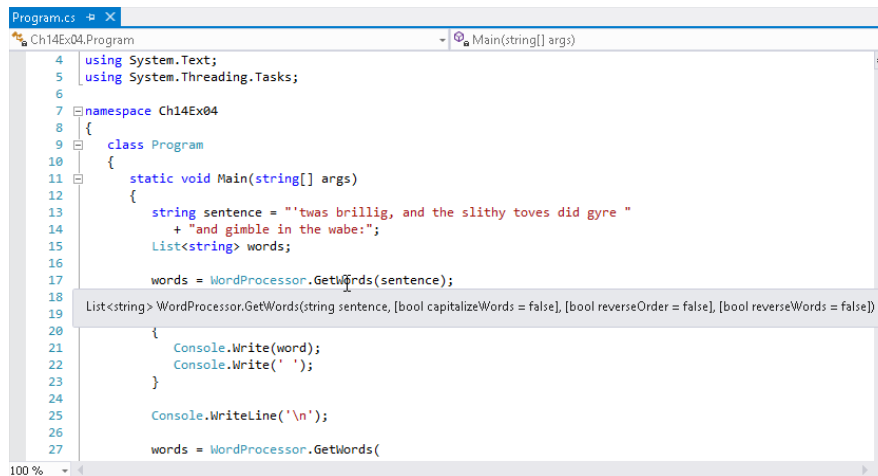 Program.cs
Ch14Ex04.Program Main(string[] args)
4 using System.Text;
5 using System.Threading.Tasks;
6
7 namespace Ch14Ex04
8 {
9 class Program
10 {
11 static void Main(string[] args)
12 {
13 string sentence = "'twas brillig, and the slithy toves did gyre "
14 + "and gimble in the wabe:";
15 List<string> words;
16
17 words = WordProcessor.GetWords(sentence);
18
List<string> WordProcessor.GetWords(string sentence, [bool capitalizeWords = false], [bool reverseOrder = false], [bool reverseWords = false])
19
20 {
21 Console.Write(word);
22 Console.Write(' ');
23 }
24
25 Console.WriteLine('\n');
26
27 words = WordProcessor.GetWords(
100 %